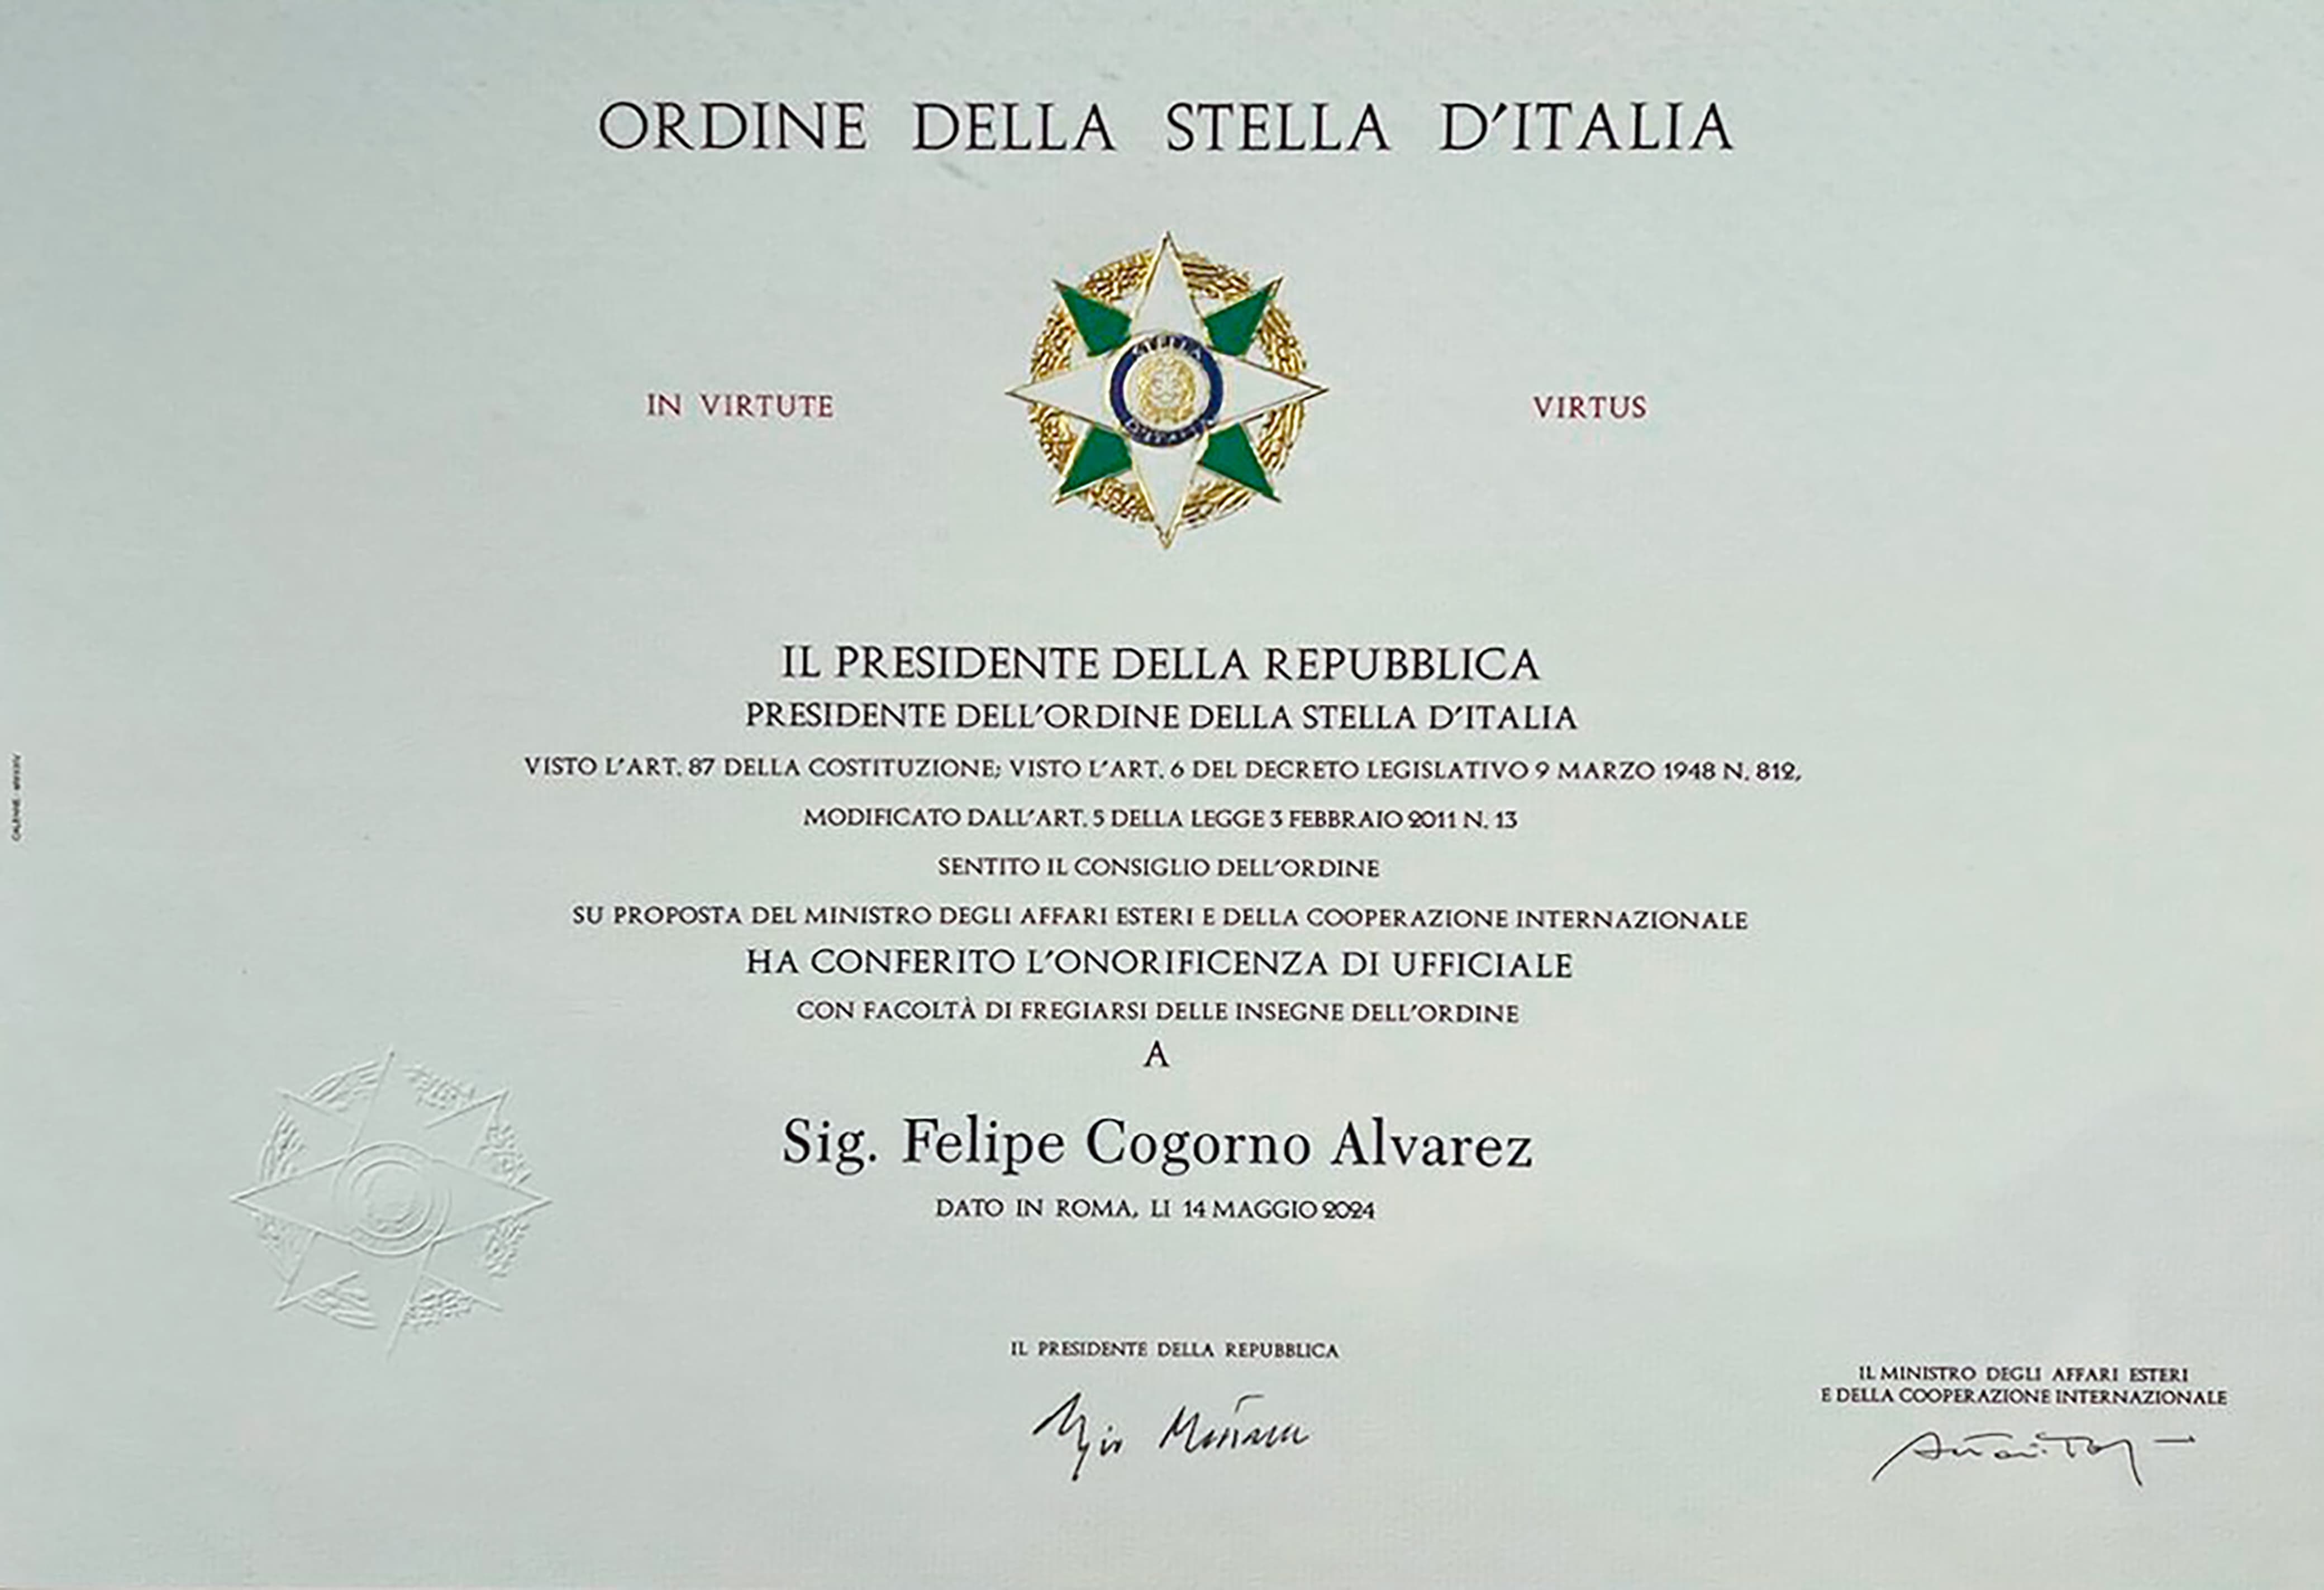 ORDINE DELLA STELLA D'ITALIA
STELLA
D'ITALIA
IN VIRTUTE VIRTUS
IL PRESIDENTE DELLA REPUBBLICA
PRESIDENTE DELL'ORDINE DELLA STELLA D'ITALIA
VISTO L'ART. 87 DELLA COSTITUZIONE; VISTO L'ART. 6 DEL DECRETO LEGISLATIVO 9 MARZO 1948 N. 812,
MODIFICATO DALL'ART. 5 DELLA LEGGE 3 FEBBRAIO 2011 N. 13
SENTITO IL CONSIGLIO DELL'ORDINE
SU PROPOSTA DEL MINISTRO DEGLI AFFARI ESTERI E DELLA COOPERAZIONE INTERNAZIONALE
HA CONFERITO L'ONORIFICENZA DI UFFICIALE
CON FACOLTÀ DI FREGIARSI DELLE INSEGNE DELL'ORDINE
A
Sig. Felipe Cogorno Alvarez
DATO IN ROMA, LI 14 MAGGIO 2024
IL PRESIDENTE DELLA REPUBBLICA
IL MINISTRO DEGLI AFFARI ESTERI
E DELLA COOPERAZIONE INTERNAZIONALE